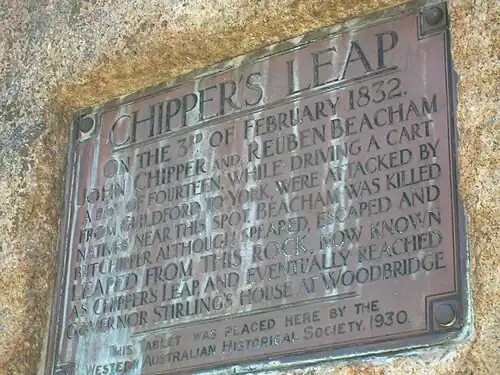 CHIPPER'S LEAP
ON THE 3RD OF FEBRUARY 1832.
JOHN CHIPPER AND REUBEN BEACHAM
A BOY OF FOURTEEN, WHILE DRIVING A CART
FROM GUILDFORD TO YORK, WERE ATTACKED BY
NATIVES NEAR THIS SPOT. BEACHAM WAS KILLED
BUT CHIPPER ALTHOUGH SPEARED, ESCAPED AND
LEAPED FROM THIS ROCK, NOW KNOWN
AS CHIPPER'S LEAP AND EVENTUALLY REACHED
GOVERNOR STIRLING'S HOUSE AT WOODBRIDGE
THIS TABLET WAS PLACED HERE BY THE
WESTERN AUSTRALIAN HISTORICAL SOCIETY, 1930.